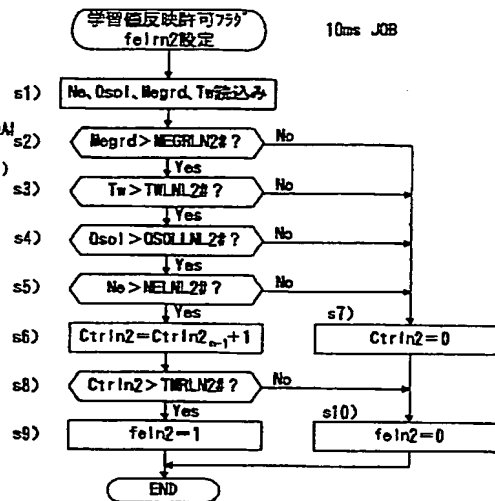 学習値反映許可フラグ
felrn2設定
10ms JOB
s1) Ne、Qsol、Megrd、Tw読込み
s2) Megrd>MEGRLN2#? No
Yes
s3) Tw>TWLNL2#? No
Yes
s4) Qsol>QSOLLNL2#? No
Yes
s5) Ne>NELNL2#? No
Yes
s6) Ctrln2=Ctrln2n-1+1
s7) Ctrln2=0
s8) Ctrln2>TMRLN2#? No
Yes
s9) feln2=1
s10) feln2=0
END